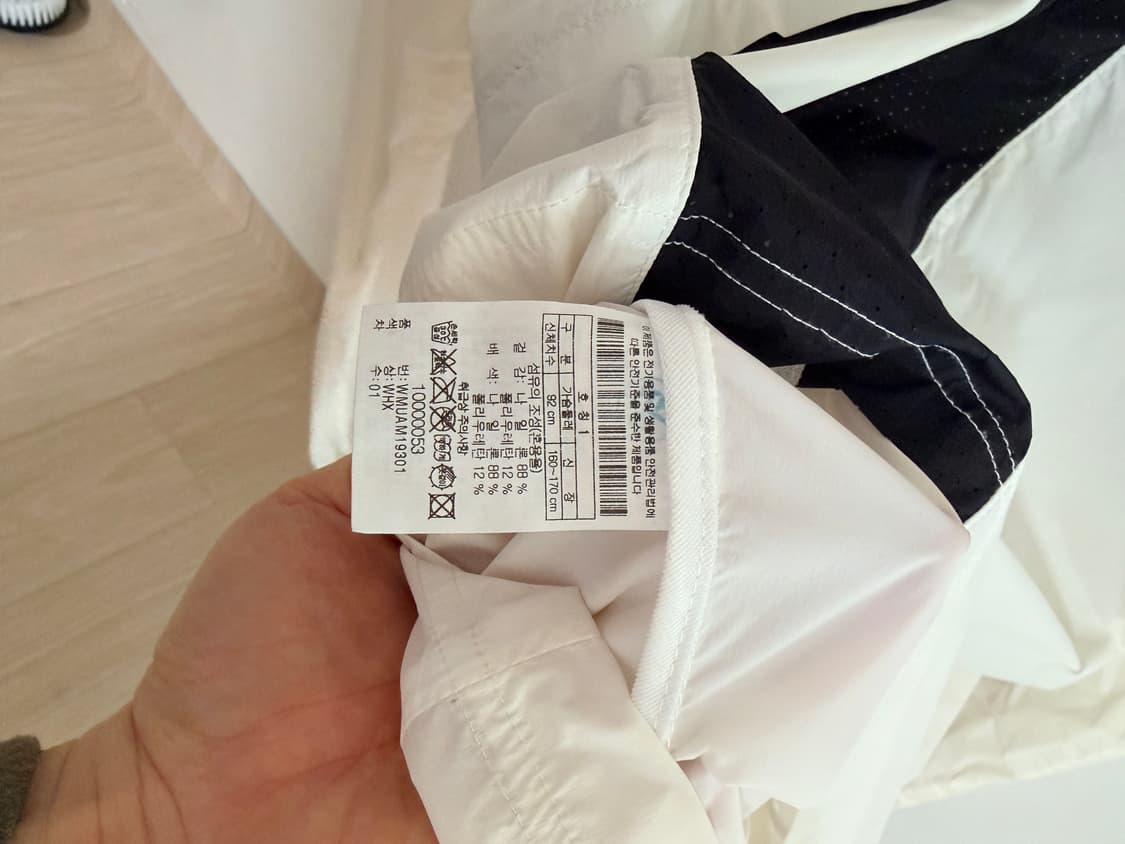 이 제품은 전기용품 및 생활용품 안전관리법에
따른 안전기준을 준수한 제품입니다
호 칭 1
구 분 가슴둘레 신 장
신체치수 92 cm 160~170 cm
섬유의 조성(혼용율)
겉 감: 나 일 론 88 %
폴리우레탄 12 %
배 색: 나 일 론 88 %
폴리우레탄 12 %
취급상 주의사항
10000053
품 번: WMUAM19301
색 상: WHX
차 수: 01